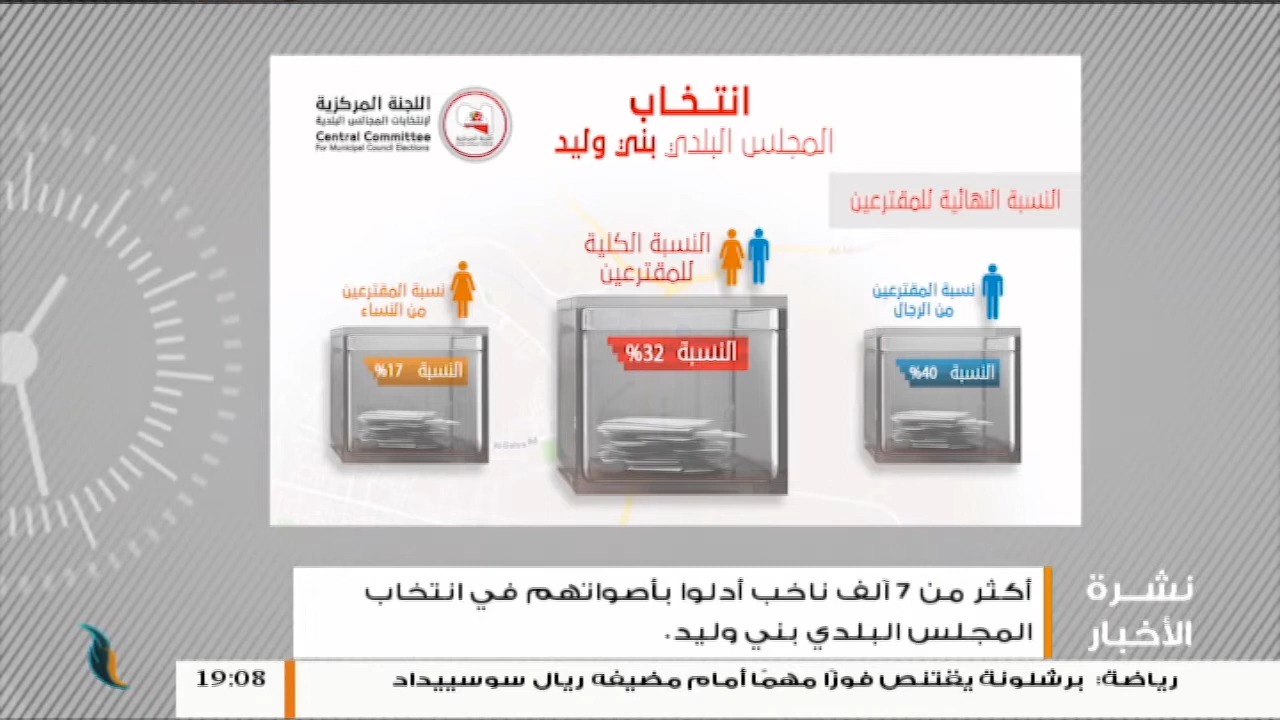 اللجنة المركزية
لإنتخابات المجالس البلدية
Central Committee
For Municipal Council Elections
انتخاب
المجلس البلدي بني وليد
النسبة النهائية للمقترعين
النسبة الكلية
للمقترعين
النسبة 32%
نسبة المقترعين
من الرجال
النسبة 40%
نسبة المقترعين
من النساء
النسبة 17%
نشرة
الأخبار
أكثر من 7 آلف ناخب أدلوا بأصواتهم في انتخاب
المجلس البلدي بني وليد.
رياضة: برشلونة يقتنص فوزًا مهمًا أمام مضيفه ريال سوسييداد
19:08